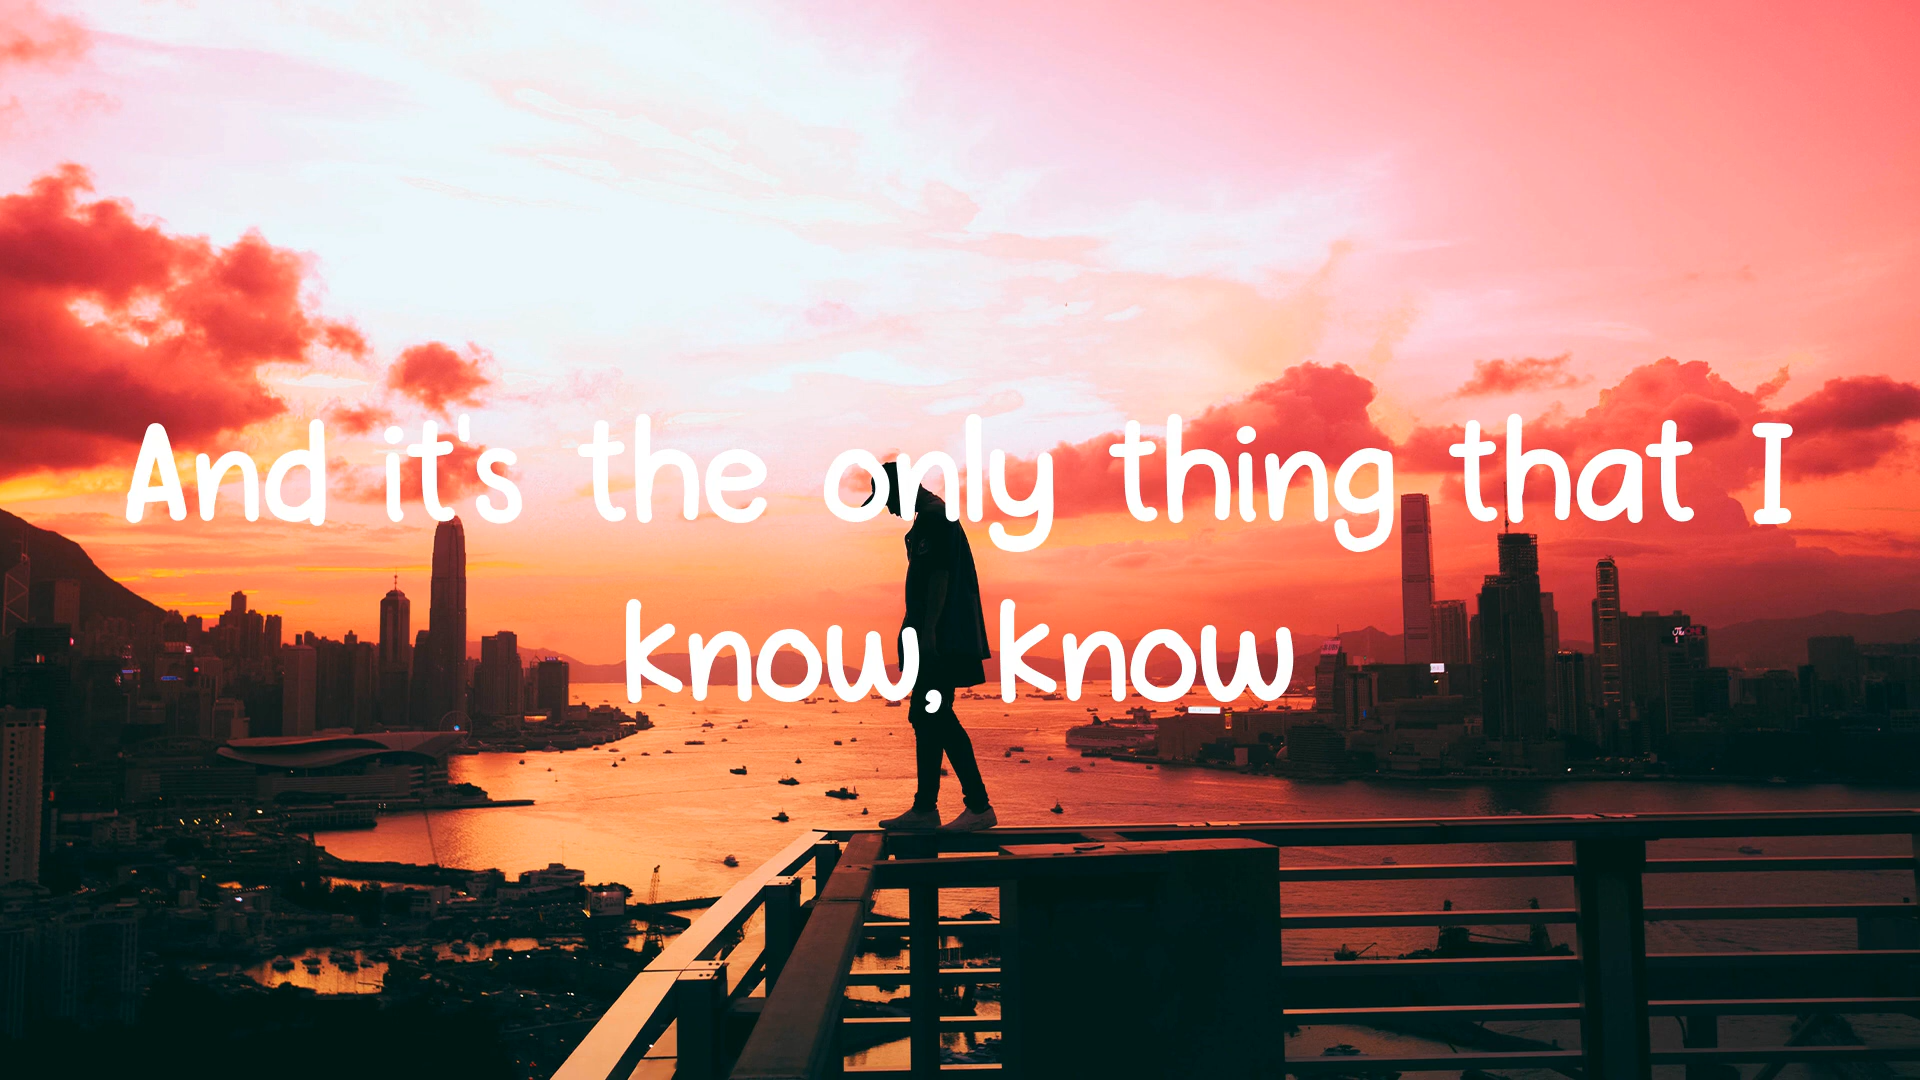 And it's the only thing that I
know, know